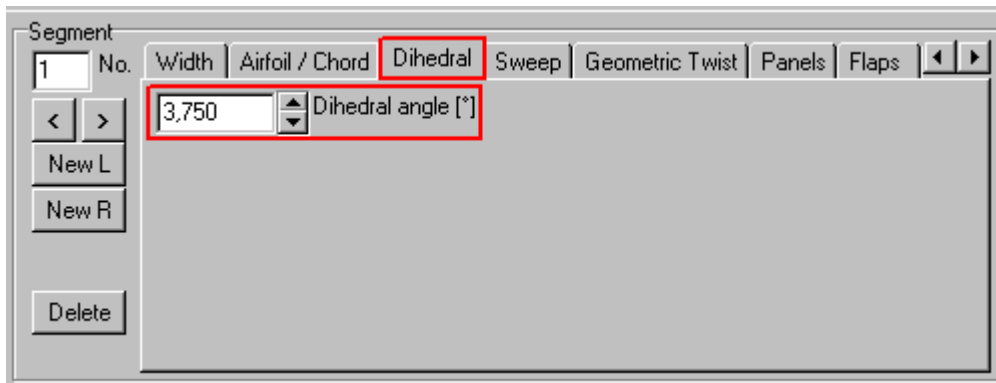 Segment
1 No. Width Airfoil / Chord Dihedral Sweep Geometric Twist Panels Flaps
3,750 Dihedral angle [°]
< >
New L
New R
Delete